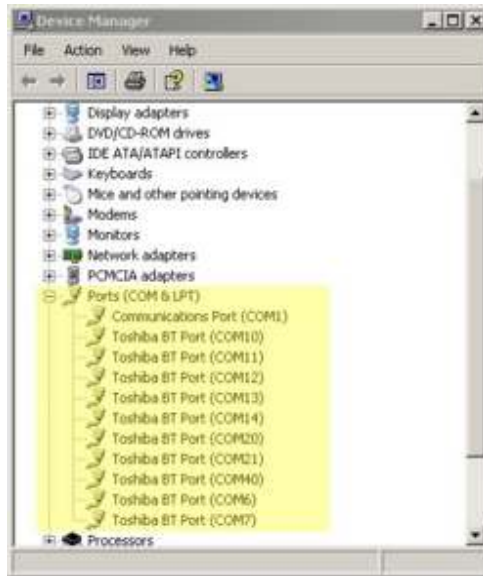 Device Manager
File Action View Help
Display adapters
DVD/CD-ROM drives
IDE ATA/ATAPI controllers
Keyboards
Mice and other pointing devices
Modems
Monitors
Network adapters
PCMCIA adapters
Ports (COM & LPT)
Communications Port (COM1)
Toshiba BT Port (COM10)
Toshiba BT Port (COM11)
Toshiba BT Port (COM12)
Toshiba BT Port (COM13)
Toshiba BT Port (COM14)
Toshiba BT Port (COM20)
Toshiba BT Port (COM21)
Toshiba BT Port (COM40)
Toshiba BT Port (COM6)
Toshiba BT Port (COM7)
Processors